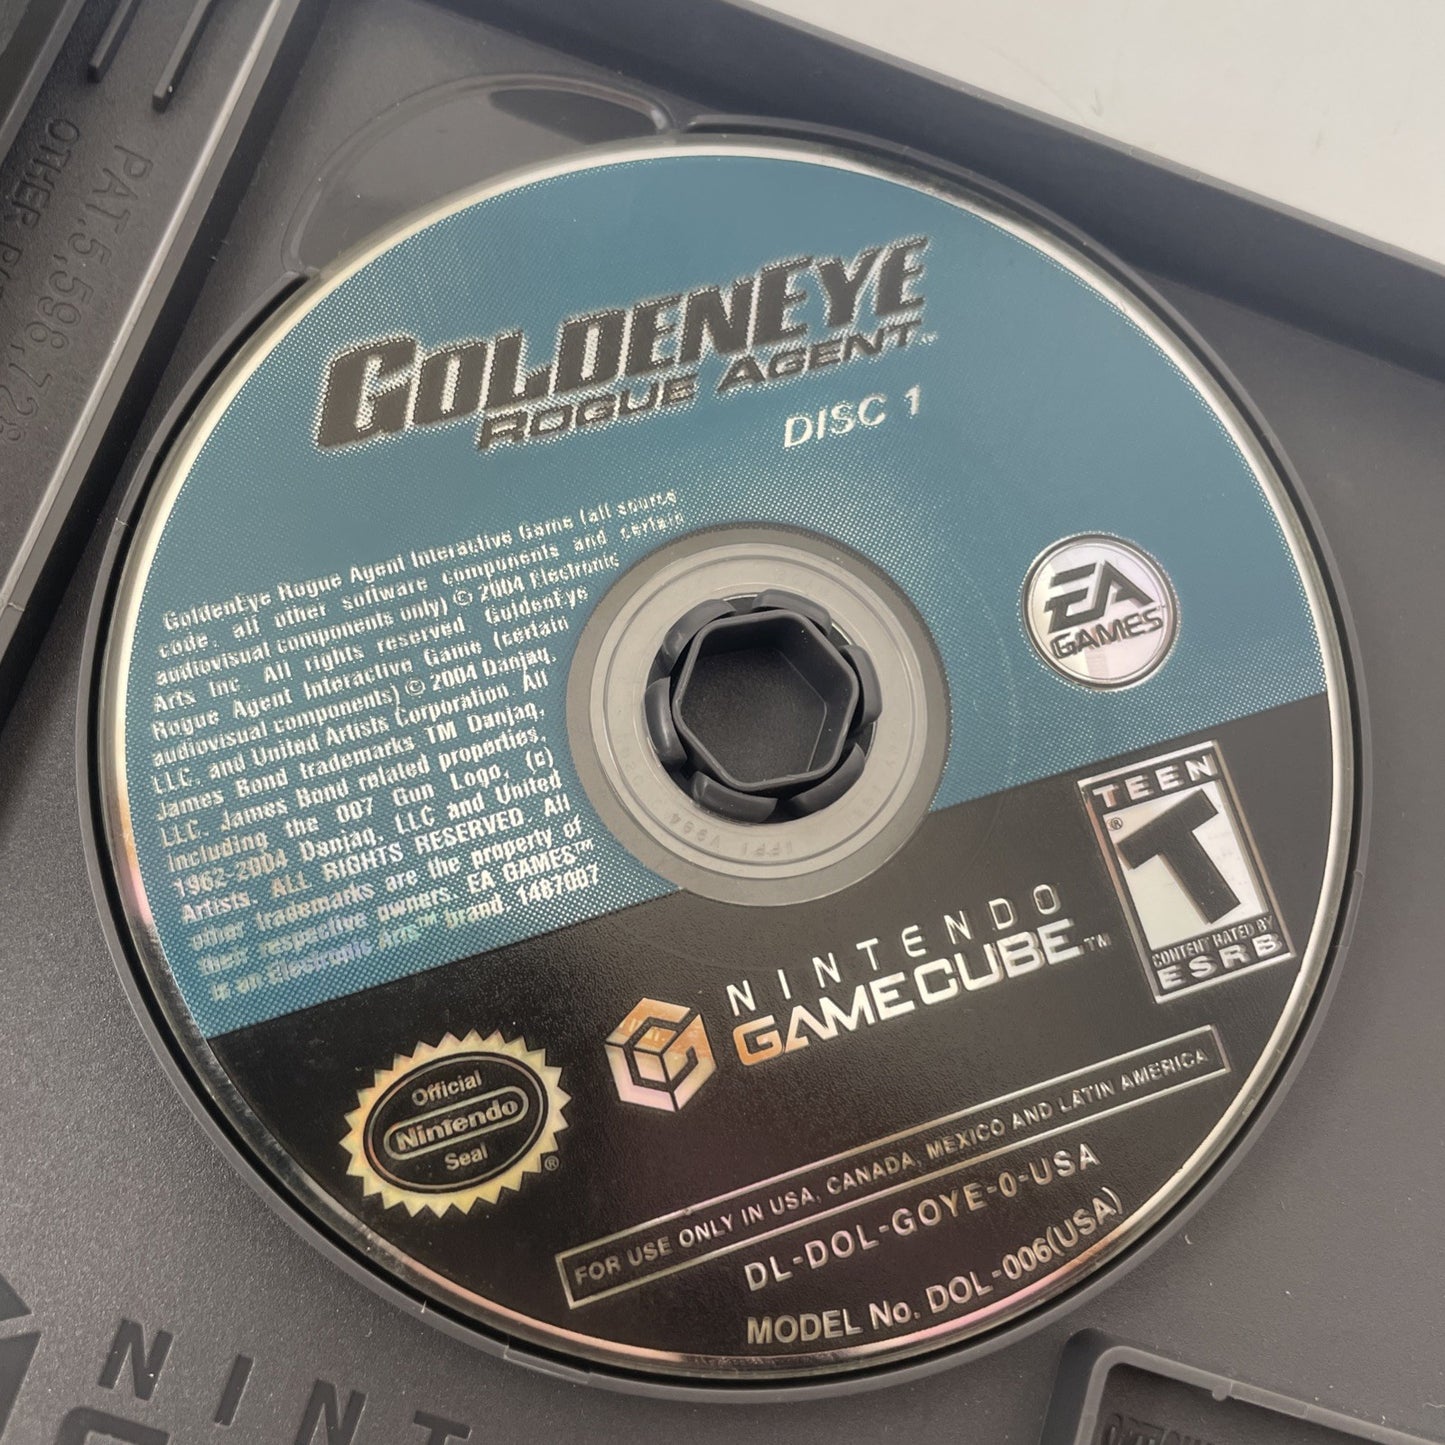 PAT.5,598,728
OTHER
GOLDENEYE
ROGUE AGENT™
DISC 1
GoldenEye Rogue Agent Interactive Game (all source
code, all other software components and certain
audiovisual components only) © 2004 Electronic
Arts Inc. All rights reserved. GoldenEye
Rogue Agent Interactive Game (certain
audiovisual components) © 2004 Danjaq,
LLC. and United Artists Corporation. All
James Bond trademarks TM Danjaq,
LLC. James Bond related properties,
including the 007 Gun Logo, (c)
1962-2004 Danjaq, LLC and United
Artists. ALL RIGHTS RESERVED. All
other trademarks are the property of
their respective owners. EA GAMES™
is an Electronic Arts™ brand. 1487007
EA
GAMES™
TEEN
T
®
CONTENT RATED BY
ESRB
NINTENDO
GAMECUBE™
Official
Nintendo
Seal
®
FOR USE ONLY IN USA, CANADA, MEXICO AND LATIN AMERICA
DL-DOL-GOYE-0-USA
MODEL No. DOL-006(USA)
IFPI V994
NINT